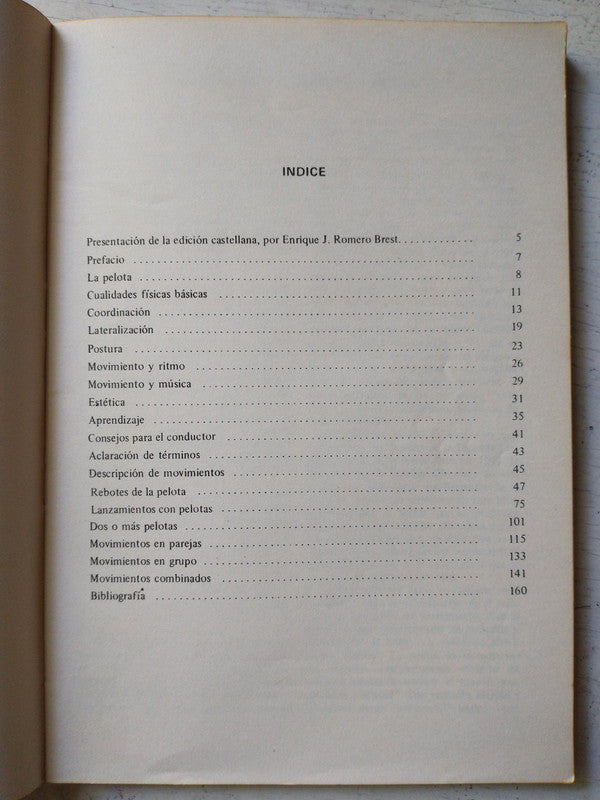 INDICE
Presentación de la edición castellana, por Enrique J. Romero Brest. . . . . . . . . . . . . 5
Prefacio . . . . . . . . . . . . . . . . . . . . . . . . . . . . . . . . . . . . . . . . . . . . . . 7
La pelota . . . . . . . . . . . . . . . . . . . . . . . . . . . . . . . . . . . . . . . . . . . . . 8
Cualidades físicas básicas . . . . . . . . . . . . . . . . . . . . . . . . . . . . . . . . . . 11
Coordinación . . . . . . . . . . . . . . . . . . . . . . . . . . . . . . . . . . . . . . . . . . 13
Lateralización . . . . . . . . . . . . . . . . . . . . . . . . . . . . . . . . . . . . . . . . . 19
Postura . . . . . . . . . . . . . . . . . . . . . . . . . . . . . . . . . . . . . . . . . . . . . . 23
Movimiento y ritmo . . . . . . . . . . . . . . . . . . . . . . . . . . . . . . . . . . . . . 26
Movimiento y música . . . . . . . . . . . . . . . . . . . . . . . . . . . . . . . . . . . . 29
Estética . . . . . . . . . . . . . . . . . . . . . . . . . . . . . . . . . . . . . . . . . . . . . . 31
Aprendizaje . . . . . . . . . . . . . . . . . . . . . . . . . . . . . . . . . . . . . . . . . . . 35
Consejos para el conductor . . . . . . . . . . . . . . . . . . . . . . . . . . . . . . . . . 41
Aclaración de términos . . . . . . . . . . . . . . . . . . . . . . . . . . . . . . . . . . . 43
Descripción de movimientos . . . . . . . . . . . . . . . . . . . . . . . . . . . . . . . . 45
Rebotes de la pelota . . . . . . . . . . . . . . . . . . . . . . . . . . . . . . . . . . . . . 47
Lanzamientos con pelotas . . . . . . . . . . . . . . . . . . . . . . . . . . . . . . . . . . 75
Dos o más pelotas . . . . . . . . . . . . . . . . . . . . . . . . . . . . . . . . . . . . . . 101
Movimientos en parejas . . . . . . . . . . . . . . . . . . . . . . . . . . . . . . . . . . . 115
Movimientos en grupo . . . . . . . . . . . . . . . . . . . . . . . . . . . . . . . . . . . . 133
Movimientos combinados . . . . . . . . . . . . . . . . . . . . . . . . . . . . . . . . . . 141
Bibliografía . . . . . . . . . . . . . . . . . . . . . . . . . . . . . . . . . . . . . . . . . . . 160